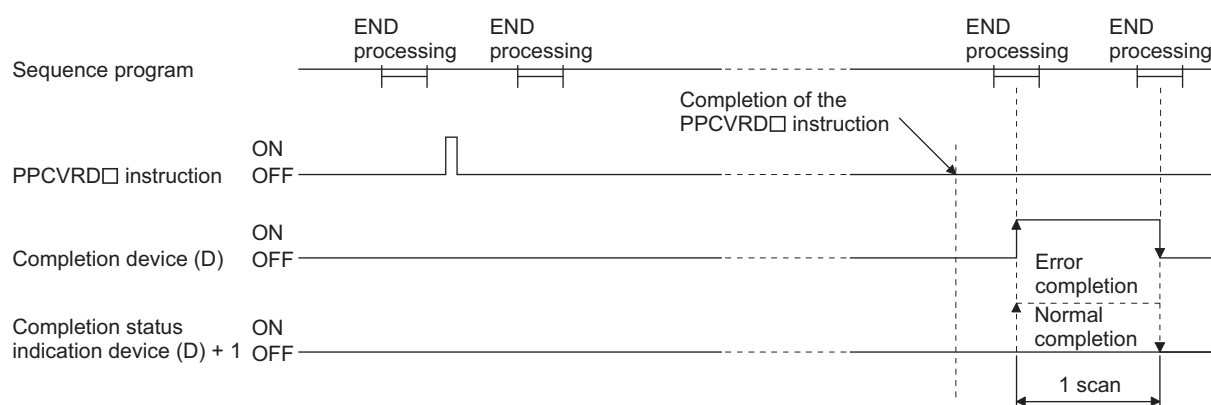 END
processing
END
processing
END
processing
END
processing
Sequence program
Completion of the
PPCVRD□ instruction
ON
PPCVRD□ instruction OFF
ON
Completion device (D) OFF
Error
completion
Completion status ON
indication device (D) + 1 OFF
Normal
completion
1 scan